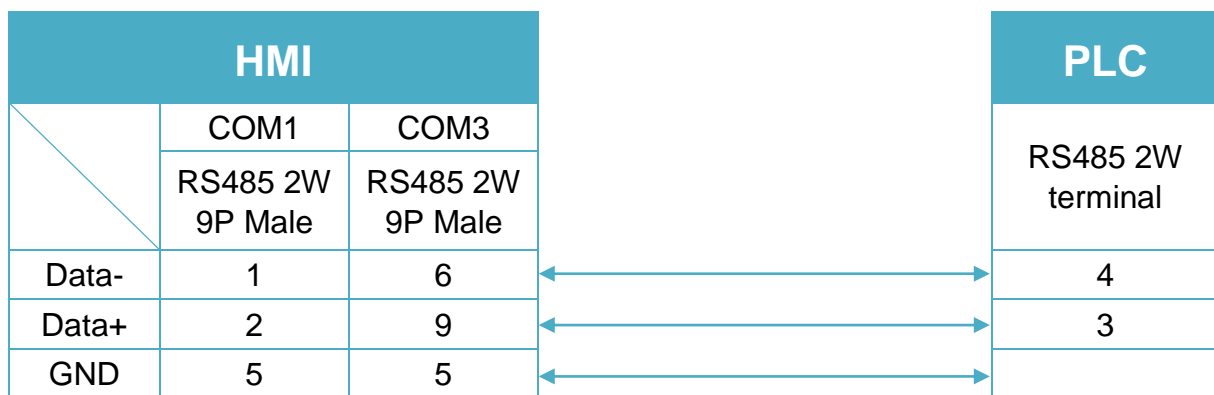 HMI PLC
COM1 COM3
RS485 2W RS485 2W RS485 2W
9P Male 9P Male terminal
Data- 1 6 4
Data+ 2 9 3
GND 5 5